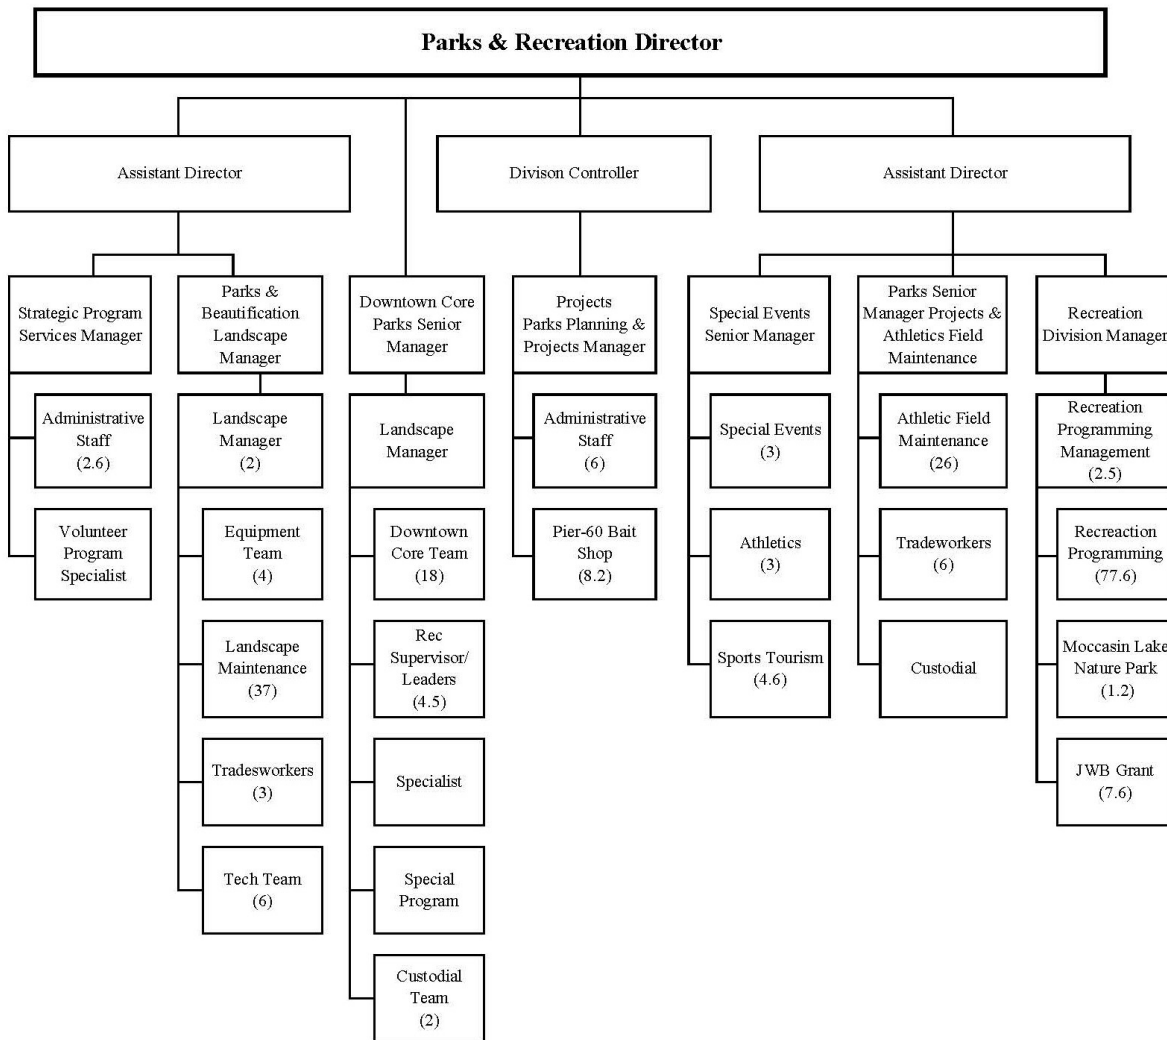 Parks & Recreation Director
Assistant Director
Divison Controller
Assistant Director
Strategic Program
Services Manager
Parks &
Beautification
Landscape
Manager
Downtown Core
Parks Senior
Manager
Projects
Parks Planning &
Projects Manager
Special Events
Senior Manager
Parks Senior
Manager Projects &
Athletics Field
Maintenance
Recreation
Division Manager
Administrative
Staff
(2.6)
Landscape
Manager
(2)
Landscape
Manager
Administrative
Staff
(6)
Special Events
(3)
Athletic Field
Maintenance
(26)
Recreation
Programming
Management
(2.5)
Volunteer
Program
Specialist
Equipment
Team
(4)
Downtown
Core Team
(18)
Pier-60 Bait
Shop
(8.2)
Athletics
(3)
Tradeworkers
(6)
Recreaction
Programming
(77.6)
Landscape
Maintenance
(37)
Rec
Supervisor/
Leaders
(4.5)
Sports Tourism
(4.6)
Custodial
Moccasin Lake
Nature Park
(1.2)
Tradesworkers
(3)
Specialist
JWB Grant
(7.6)
Tech Team
(6)
Special
Program
Custodial
Team
(2)